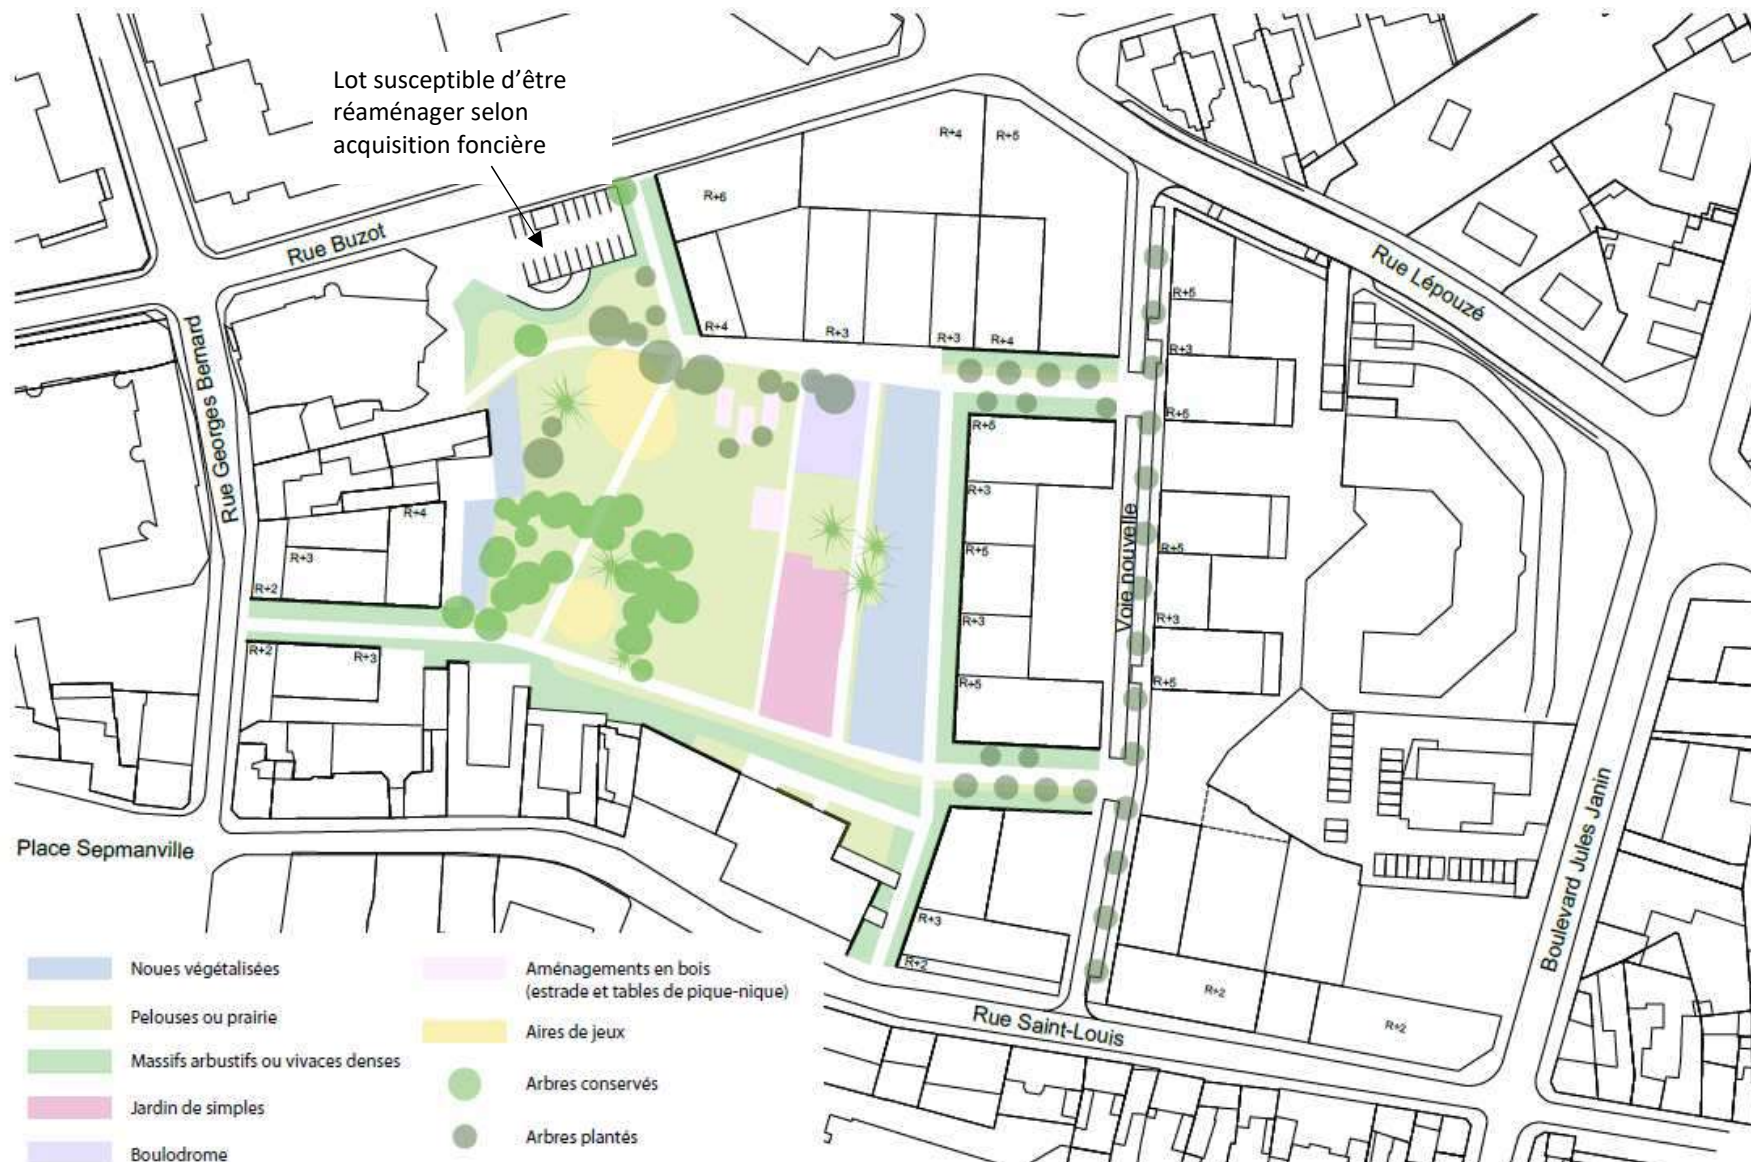 Lot susceptible d'être
réaménager selon
acquisition foncière
R+4
R+5
R+6
Rue Buzot
Rue Lépouzé
R+5
R+4
R+3
R+3
R+4
R+3
Rue Georges Bernard
R+5
R+5
R+3
R+4
R+3
R+5
R+5
Voie nouvelle
R+2
R+3
R+3
R+2
R+3
R+5
R+5
Boulevard Jules Janin
Place Sepmanville
R+3
R+2
R+2
R+2
Rue Saint-Louis
Noues végétalisées
Pelouses ou prairie
Massifs arbustifs ou vivaces denses
Jardin de simples
Boulodrome
Aménagements en bois
(estrade et tables de pique-nique)
Aires de jeux
Arbres conservés
Arbres plantés